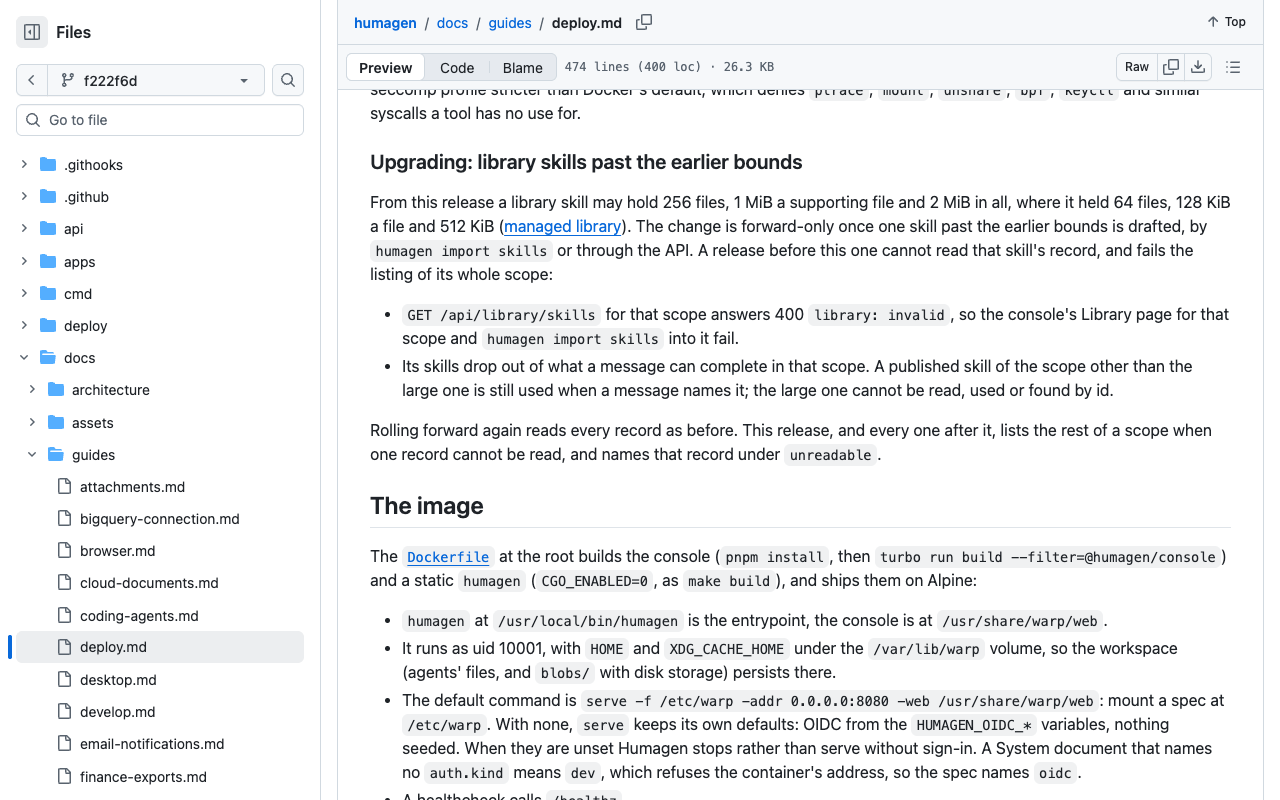 Files
f222f6d
Go to file
.githooks
.github
api
apps
cmd
deploy
docs
architecture
assets
guides
attachments.md
bigquery-connection.md
browser.md
cloud-documents.md
coding-agents.md
deploy.md
desktop.md
develop.md
email-notifications.md
finance-exports.md
humagen / docs / guides / deploy.md
Top
Preview Code Blame 474 lines (400 loc) · 26.3 KB
Raw
seccomp profile stricter than Docker's default, which denies ptrace, mount, unshare, bpf, keyctl and similar
syscalls a tool has no use for.
Upgrading: library skills past the earlier bounds
From this release a library skill may hold 256 files, 1 MiB a supporting file and 2 MiB in all, where it held 64 files, 128 KiB
a file and 512 KiB (managed library). The change is forward-only once one skill past the earlier bounds is drafted, by
humagen import skills or through the API. A release before this one cannot read that skill's record, and fails the
listing of its whole scope:
• GET /api/library/skills for that scope answers 400 library: invalid, so the console's Library page for that
scope and humagen import skills into it fail.
• Its skills drop out of what a message can complete in that scope. A published skill of the scope other than the
large one is still used when a message names it; the large one cannot be read, used or found by id.
Rolling forward again reads every record as before. This release, and every one after it, lists the rest of a scope when
one record cannot be read, and names that record under unreadable.
The image
The Dockerfile at the root builds the console (pnpm install, then turbo run build --filter=@humagen/console)
and a static humagen (CGO_ENABLED=0, as make build), and ships them on Alpine:
• humagen at /usr/local/bin/humagen is the entrypoint, the console is at /usr/share/warp/web.
• It runs as uid 10001, with HOME and XDG_CACHE_HOME under the /var/lib/warp volume, so the workspace
(agents' files, and blobs/ with disk storage) persists there.
• The default command is serve -f /etc/warp -addr 0.0.0.0:8080 -web /usr/share/warp/web: mount a spec at
/etc/warp. With none, serve keeps its own defaults: OIDC from the HUMAGEN_OIDC_* variables, nothing
seeded. When they are unset Humagen stops rather than serve without sign-in. A System document that names
no auth.kind means dev, which refuses the container's address, so the spec names oidc.
• A healthcheck calls /healthz